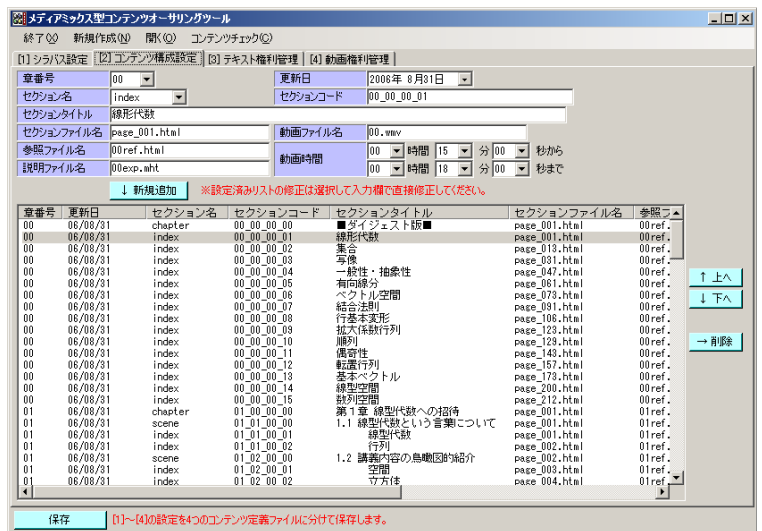 メディアミックス型コンテンツオーサリングツール
終了(X) 新規作成(N) 開く(O) コンテンツチェック(C)
[1] シラバス設定 [2] コンテンツ構成設定 [3] テキスト権利管理 [4] 動画権利管理
章番号 00 更新日 2006年 8月31日
セクション名 index セクションコード 00_00_00_01
セクションタイトル 線形代数
セクションファイル名 page_001.html 動画ファイル名 00.wmv
参照ファイル名 00ref.html 動画時間 00 時間 15 分 00 秒から
説明ファイル名 00exp.mht 00 時間 18 分 00 秒まで
↓ 新規追加 ※設定済みリストの修正は選択して入力欄で直接修正してください。
章番号 更新日 セクション名 セクションコード セクションタイトル セクションファイル名 参照フ
00 06/08/31 chapter 00_00_00_00 ■ダイジェスト版■ page_001.html 00ref.
00 06/08/31 index 00_00_00_01 線形代数 page_001.html 00ref.
00 06/08/31 index 00_00_00_02 集合 page_013.html 00ref.
00 06/08/31 index 00_00_00_03 写像 page_031.html 00ref.
00 06/08/31 index 00_00_00_04 一般性・抽象性 page_047.html 00ref.
00 06/08/31 index 00_00_00_05 有向線分 page_061.html 00ref.
00 06/08/31 index 00_00_00_06 ベクトル空間 page_073.html 00ref.
00 06/08/31 index 00_00_00_07 結合法則 page_091.html 00ref.
00 06/08/31 index 00_00_00_08 行基本変形 page_106.html 00ref.
00 06/08/31 index 00_00_00_09 拡大係数行列 page_123.html 00ref.
00 06/08/31 index 00_00_00_10 順列 page_129.html 00ref.
00 06/08/31 index 00_00_00_11 偶奇性 page_143.html 00ref.
00 06/08/31 index 00_00_00_12 転置行列 page_157.html 00ref.
00 06/08/31 index 00_00_00_13 基本ベクトル page_173.html 00ref.
00 06/08/31 index 00_00_00_14 線型空間 page_200.html 00ref.
00 06/08/31 index 00_00_00_15 数列空間 page_212.html 00ref.
01 06/08/31 chapter 01_00_00_00 第1章 線型代数への招待 page_001.html 01ref.
01 06/08/31 scene 01_01_00_00 1.1 線型代数という言葉について page_001.html 01ref.
01 06/08/31 index 01_01_00_01 線型代数 page_001.html 01ref.
01 06/08/31 index 01_01_00_02 行列 page_002.html 01ref.
01 06/08/31 scene 01_02_00_00 1.2 講義内容の鳥瞰図的紹介 page_002.html 01ref.
01 06/08/31 index 01_02_00_01 空間 page_003.html 01ref.
01 06/08/31 index 01_02_00_02 立方体 page_004.html 01ref.
↑ 上へ
↓ 下へ
→ 削除
保存 [1]～[4]の設定を4つのコンテンツ定義ファイルに分けて保存します。